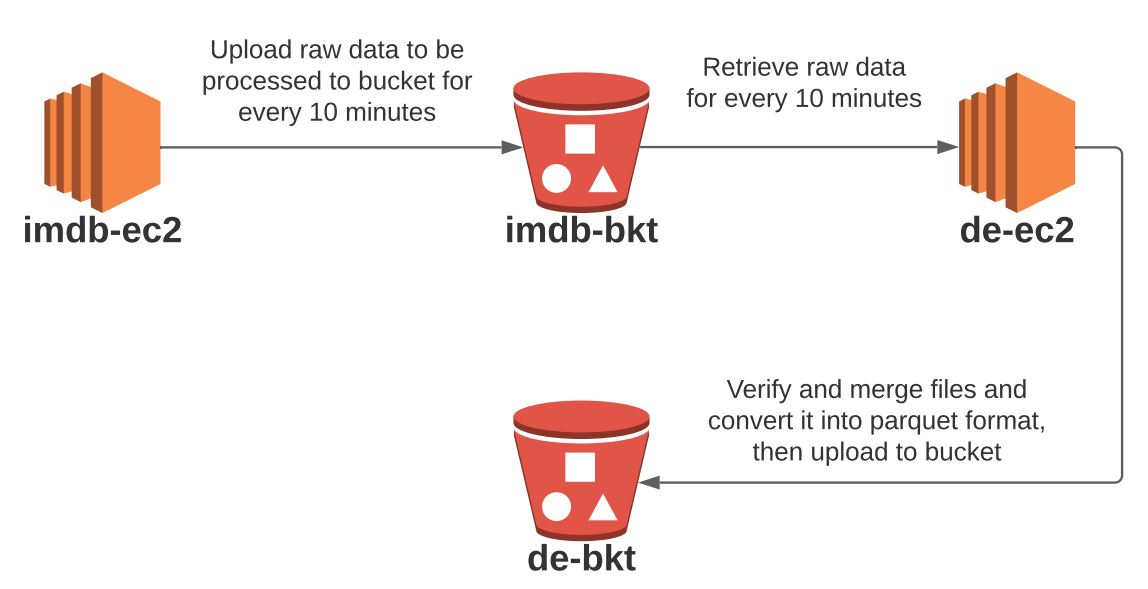 Upload raw data to be
processed to bucket for
every 10 minutes
Retrieve raw data
for every 10 minutes
imdb-ec2
imdb-bkt
de-ec2
Verify and merge files and
convert it into parquet format,
then upload to bucket
de-bkt